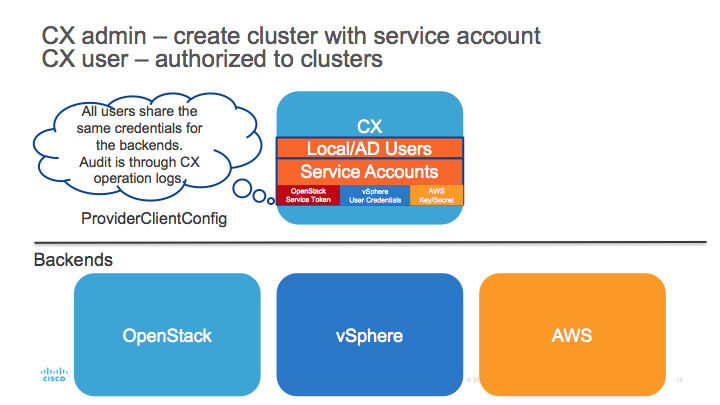 CX admin – create cluster with service account
CX user – authorized to clusters
All users share the
same credentials for
the backends.
Audit is through CX
operation logs.
ProviderClientConfig
CX
Local/AD Users
Service Accounts
OpenStack
Service Token
vSphere
User Credentials
AWS
Key/Secret
Backends
OpenStack
vSphere
AWS
CISCO
15